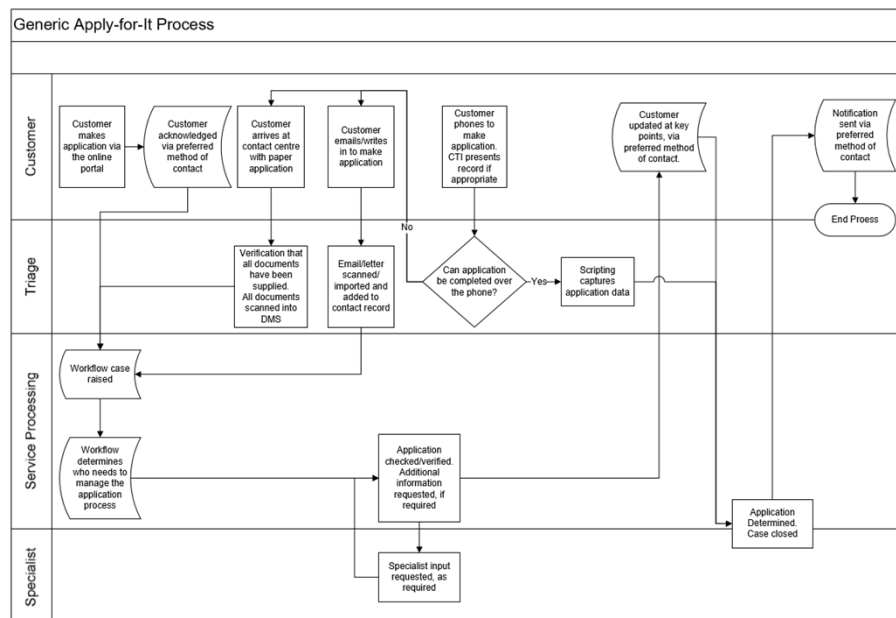 Generic Apply-for-It Process
Customer
Customer
makes
application via
the online
portal
Customer
acknowledged
via preferred
method of
contact
Customer
arrives at
contact centre
with paper
application
Customer
emails/writes
in to make
application
Customer
phones to
make
application.
CTI presents
record if
appropriate
Customer
updated at key
points, via
preferred
method of
contact.
Notification
sent via
preferred
method of
contact
End Proess
Triage
No
Verification that
all documents
have been
supplied.
All documents
scanned into
DMS
Email/letter
scanned/
imported and
added to
contact record
Can application
be completed over
the phone?
Yes
Scripting
captures
application data
Service Processing
Workflow case
raised
Workflow
determines
who needs to
manage the
application
process
Application
checked/verified.
Additional
information
requested, if
required
Application
Determined.
Case closed
Specialist
Specialist input
requested, as
required